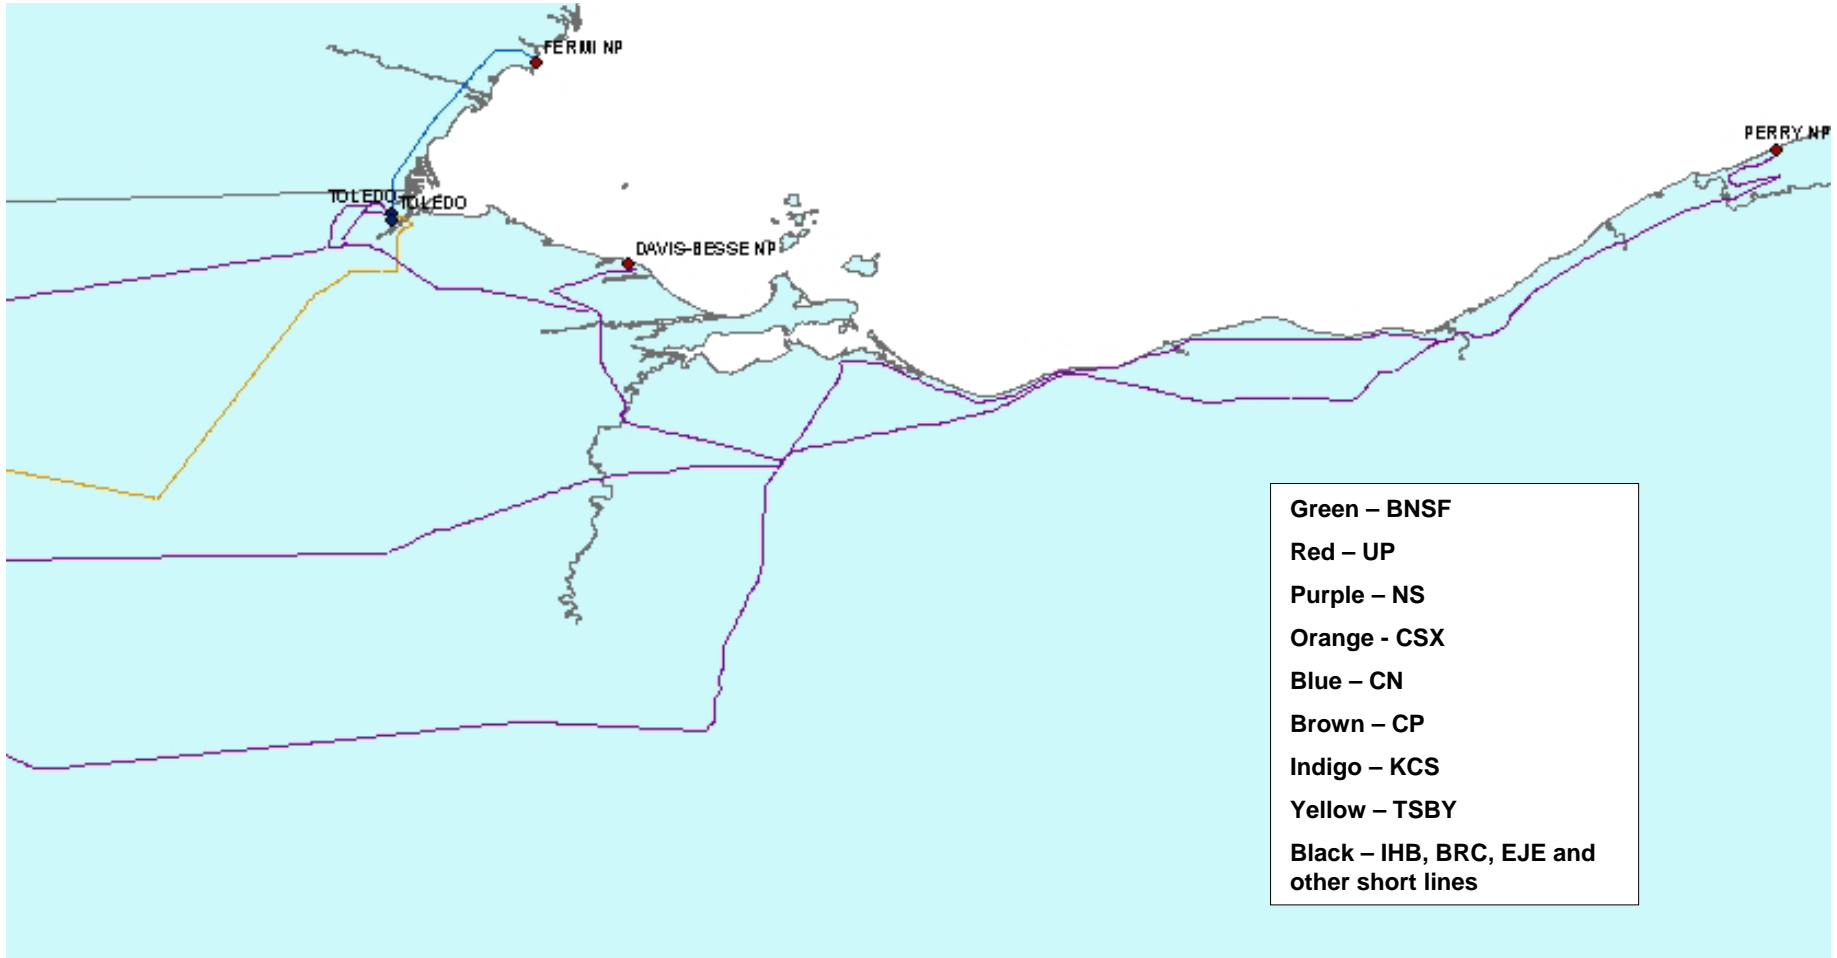 FERMI NP
PERRY NP
TOLEDO
TOLEDO
DAVIS-BESSE NP
Green – BNSF
Red – UP
Purple – NS
Orange - CSX
Blue – CN
Brown – CP
Indigo – KCS
Yellow – TSBY
Black – IHB, BRC, EJE and
other short lines